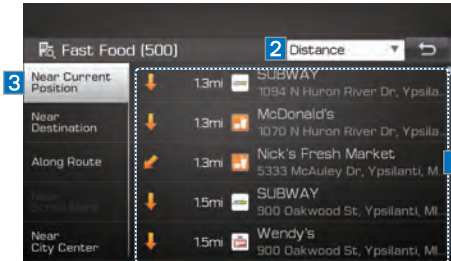 Fast Food (500)
2
Distance
3
Near Current
Position
Near
Destination
Along Route
Near
Scroll Mark
Near
City Center
1.3mi SUBWAY
1094 N Huron River Dr, Ypsila...
1.3mi McDonald's
1070 N Huron River Dr, Ypsila...
1.3mi Nick's Fresh Market
5333 McAuley Dr, Ypsilanti, M...
1.5mi SUBWAY
900 Oakwood St, Ypsilanti, MI...
1.5mi Wendy's
900 Oakwood St, Ypsilanti, MI...